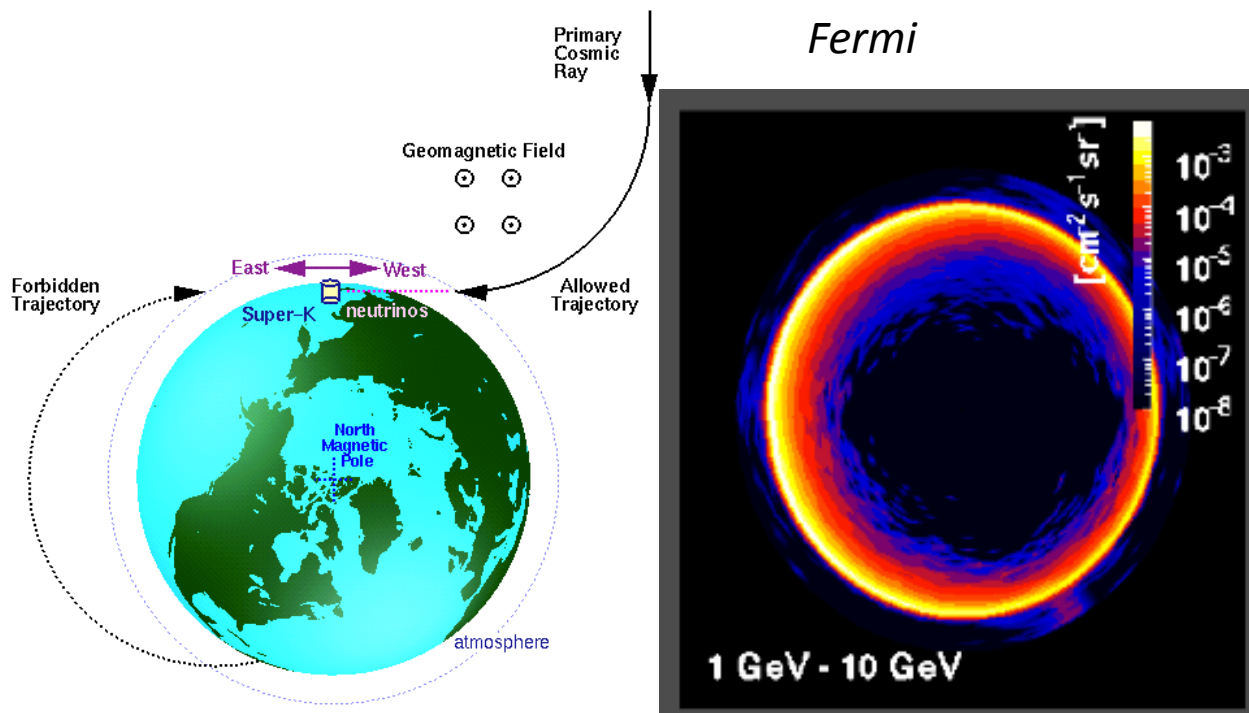 Primary
Cosmic
Ray
Fermi
Geomagnetic Field
East
West
Forbidden
Trajectory
Allowed
Trajectory
Super-K
neutrinos
North
Magnetic
Pole
atmosphere
[cm⁻² s⁻¹ sr]
10⁻³
10⁻⁴
10⁻⁵
10⁻⁶
10⁻⁷
10⁻⁸
1 GeV - 10 GeV